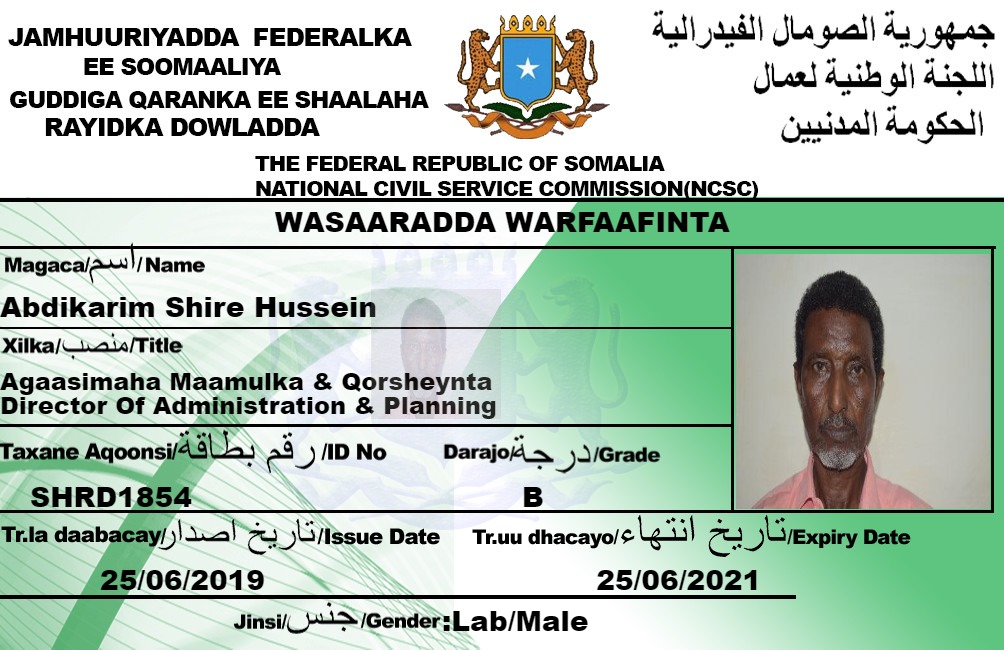 JAMHUURIYADDA FEDERALKA
EE SOOMAALIYA
GUDDIGA QARANKA EE SHAALAHA
RAYIDKA DOWLADDA
جمهورية الصومال الفيدرالية
اللجنة الوطنية لعمال
الحكومة المدنيين
THE FEDERAL REPUBLIC OF SOMALIA
NATIONAL CIVIL SERVICE COMMISSION(NCSC)
WASAARADDA WARFAAFINTA
Magaca/اسم/Name
Abdikarim Shire Hussein
Xilka/منصب/Title
Agaasimaha Maamulka & Qorsheynta
Director Of Administration & Planning
Taxane Aqoonsi/رقم بطاقة/ID No
Darajo/درجة/Grade
SHRD1854
B
Tr.la daabacay/تاريخ اصدار/Issue Date
Tr.uu dhacayo/تاريخ انتهاء/Expiry Date
25/06/2019
25/06/2021
Jinsi/جنس/Gender:Lab/Male